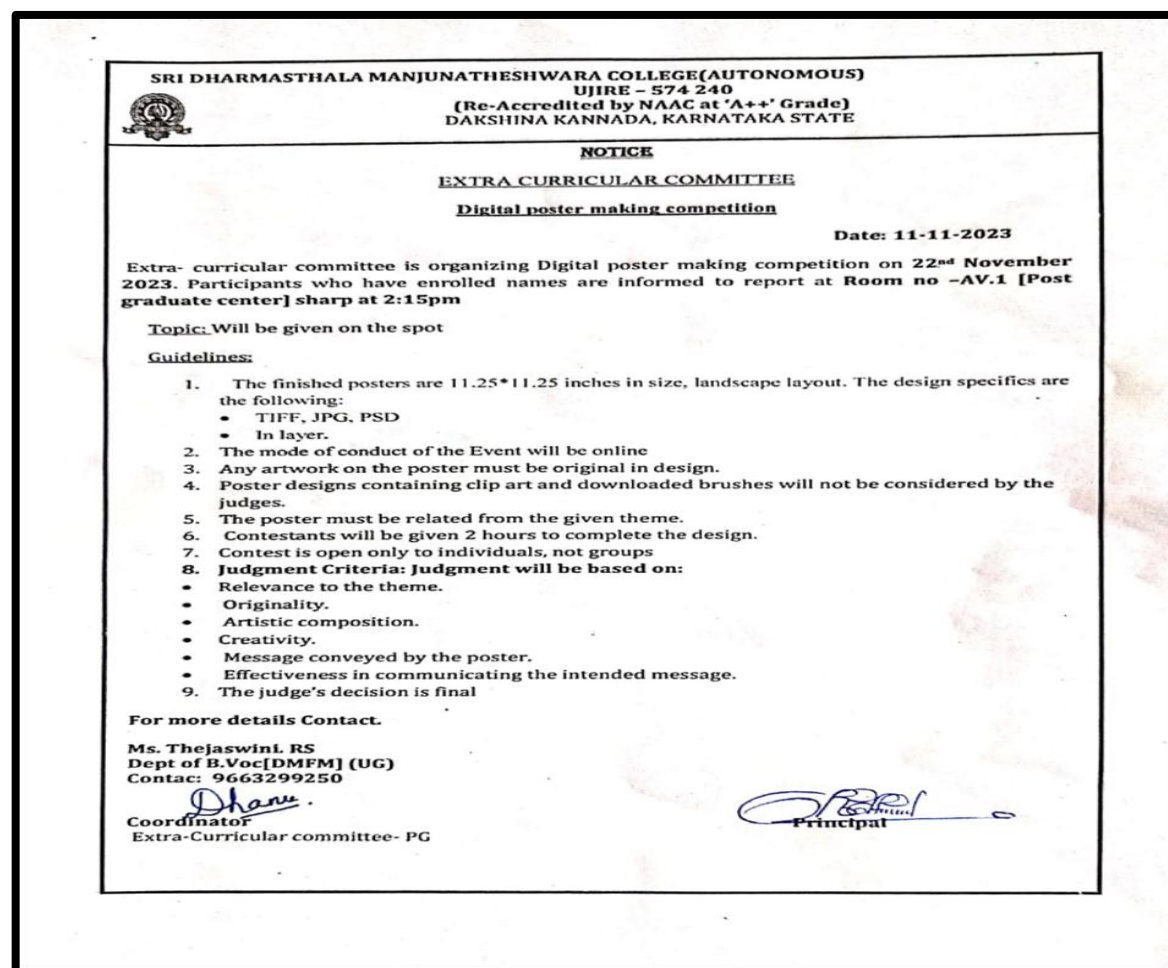 SRI DHARMASTHALA MANJUNATHESHWARA COLLEGE(AUTONOMOUS)
UJIRE – 574 240
(Re-Accredited by NAAC at ‘A++’ Grade)
DAKSHINA KANNADA, KARNATAKA STATE
NOTICE
EXTRA CURRICULAR COMMITTEE
Digital poster making competition
Date: 11-11-2023
Extra- curricular committee is organizing Digital poster making competition on 22nd November
2023. Participants who have enrolled names are informed to report at Room no –AV.1 [Post
graduate center] sharp at 2:15pm
Topic: Will be given on the spot
Guidelines:
1. The finished posters are 11.25*11.25 inches in size, landscape layout. The design specifics are
the following:
• TIFF, JPG, PSD
• In layer.
2. The mode of conduct of the Event will be online
3. Any artwork on the poster must be original in design.
4. Poster designs containing clip art and downloaded brushes will not be considered by the
judges.
5. The poster must be related from the given theme.
6. Contestants will be given 2 hours to complete the design.
7. Contest is open only to individuals, not groups
8. Judgment Criteria: Judgment will be based on:
• Relevance to the theme.
• Originality.
• Artistic composition.
• Creativity.
• Message conveyed by the poster.
• Effectiveness in communicating the intended message.
9. The judge’s decision is final
For more details Contact.
Ms. Thejaswini. RS
Dept of B.Voc[DMFM] (UG)
Contac: 9663299250
Dhanu.
Coordinator
Principal
Extra-Curricular committee- PG